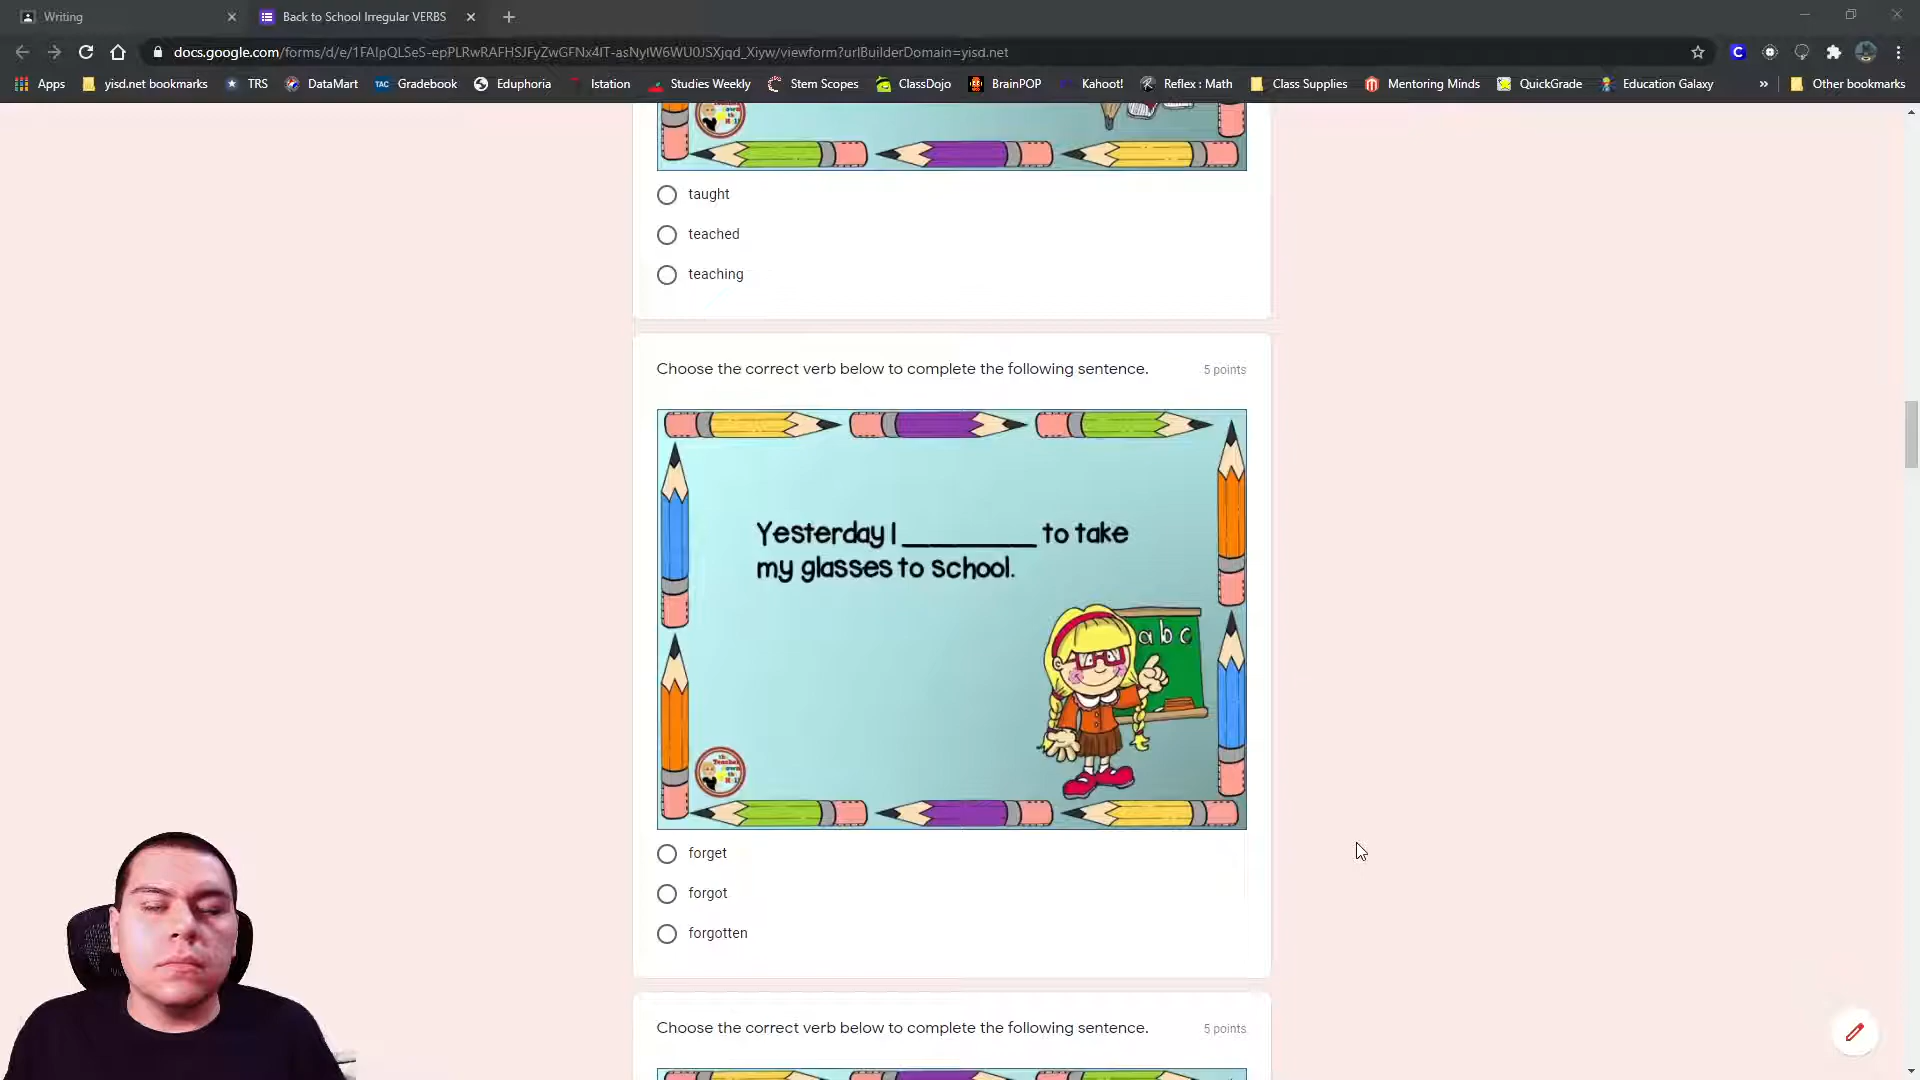 Writing
Back to School Irregular VERBS
docs.google.com/forms/d/e/1FAIpQLSeS-epPLRwRAFHSJFyZwGFNx4IT-asNyIW6WU0JSXjqd_Xiyw/viewform?urlBuilderDomain=yisd.net
Apps yisd.net bookmarks TRS DataMart TAC Gradebook Eduphoria Istation Studies Weekly Stem Scopes ClassDojo BrainPOP Kahoot! Reflex : Math Class Supplies Mentoring Minds QuickGrade Education Galaxy » Other bookmarks
taught
teached
teaching
Choose the correct verb below to complete the following sentence. 5 points
Yesterday I __________ to take
my glasses to school.
a b c
forget
forgot
forgotten
Choose the correct verb below to complete the following sentence. 5 points